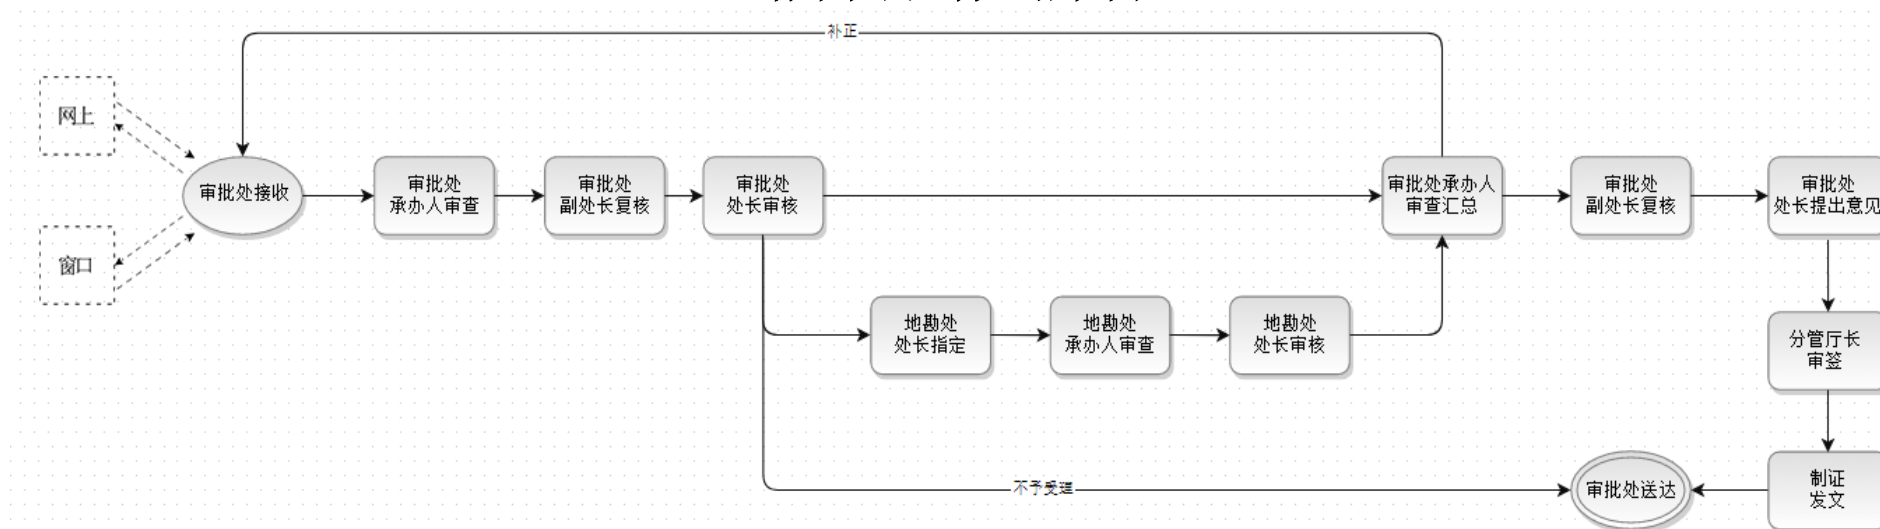 补正
网上
审批处接收
窗口
审批处
承办人审查
审批处
副处长复核
审批处
处长审核
审批处承办人
审查汇总
审批处
副处长复核
审批处
处长提出意见
地勘处
处长指定
地勘处
承办人审查
地勘处
处长审核
分管厅长
审签
不予受理
审批处送达
制证
发文